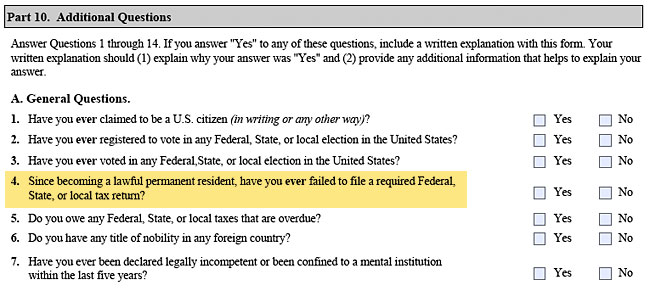 Part 10. Additional Questions
Answer Questions 1 through 14. If you answer "Yes" to any of these questions, include a written explanation with this form. Your
written explanation should (1) explain why your answer was "Yes" and (2) provide any additional information that helps to explain your
answer.
A. General Questions.
1. Have you ever claimed to be a U.S. citizen (in writing or any other way)? Yes No
2. Have you ever registered to vote in any Federal, State, or local election in the United States? Yes No
3. Have you ever voted in any Federal,State, or local election in the United States? Yes No
4. Since becoming a lawful permanent resident, have you ever failed to file a required Federal,
State, or local tax return? Yes No
5. Do you owe any Federal, State, or local taxes that are overdue? Yes No
6. Do you have any title of nobility in any foreign country? Yes No
7. Have you ever been declared legally incompetent or been confined to a mental institution
within the last five years? Yes No